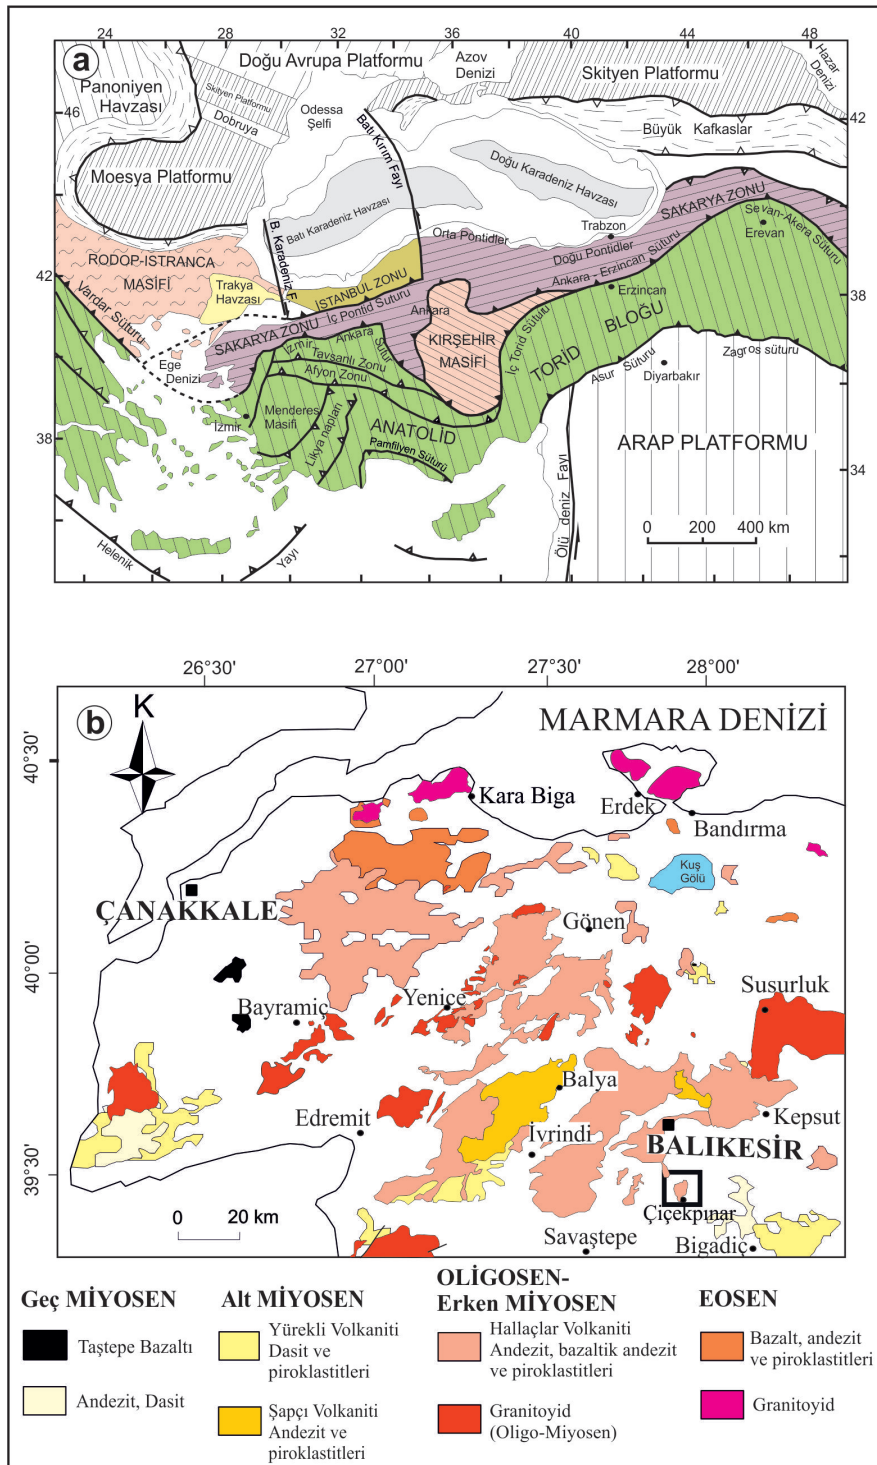 24
28
32
36
40
44
48
a
Doğu Avrupa Platformu
Azov
Denizi
Skityen Platformu
Hazar
Denizi
Panoniyen
Havzası
Skityen Platformu
Dobruya
Odessa
Şelfi
46
42
Büyük Kafkaslar
Batı Kırım Fayı
Moesya Platformu
Doğu Karadeniz Havzası
Batı Karadeniz Havzası
B. Karadeniz F.
SAKARYA ZONU
Sevan-Akera Süturu
Trabzon
Erevan
Orta Pontidler
Doğu Pontidler
RODOP-ISTRANCA
MASİFİ
Trakya
Havzası
İSTANBUL ZONU
Ankara - Erzincan Süturu
Erzincan
42
38
Vardar Süturu
İç Pontid Suturu
Ankara
SAKARYA ZONU
KIRŞEHİR
MASİFİ
İç Torid Sütürü
TORİD
BLOĞU
İzmir
Ankara
Sütur
Tavsanlı Zonu
Afyon Zonu
Ege
Denizi
Asur Süturu
Zagros süturu
Diyarbakır
İzmir
Menderes
Masifi
Likya napları
ANATOLİD
Pamfilyen Sütürü
ARAP PLATFORMU
38
34
Ölü deniz Fayı
0 200 400 km
Helenik
Yayı
26°30'
27°00'
27°30'
28°00'
b
K
MARMARA DENİZİ
40°30'
Kara Biga
Erdek
Bandırma
Kuş
Gölü
ÇANAKKALE
Gönen
40°00'
Bayramiç
Yenice
Susurluk
Balya
Edremit
Kepsut
İvrindi
BALIKESİR
39°30'
Çiçekpınar
0 20 km
Savaştepe
Bigadiç
Geç MİYOSEN
Taştepe Bazaltı
Andezit, Dasit
Alt MİYOSEN
Yürekli Volkaniti
Dasit ve
piroklastitleri
Şapçı Volkaniti
Andezit ve
piroklastitleri
OLİGOSEN-
Erken MİYOSEN
Hallaçlar Volkaniti
Andezit, bazaltik andezit
ve piroklastitleri
Granitoyid
(Oligo-Miyosen)
EOSEN
Bazalt, andezit
ve piroklastitleri
Granitoyid